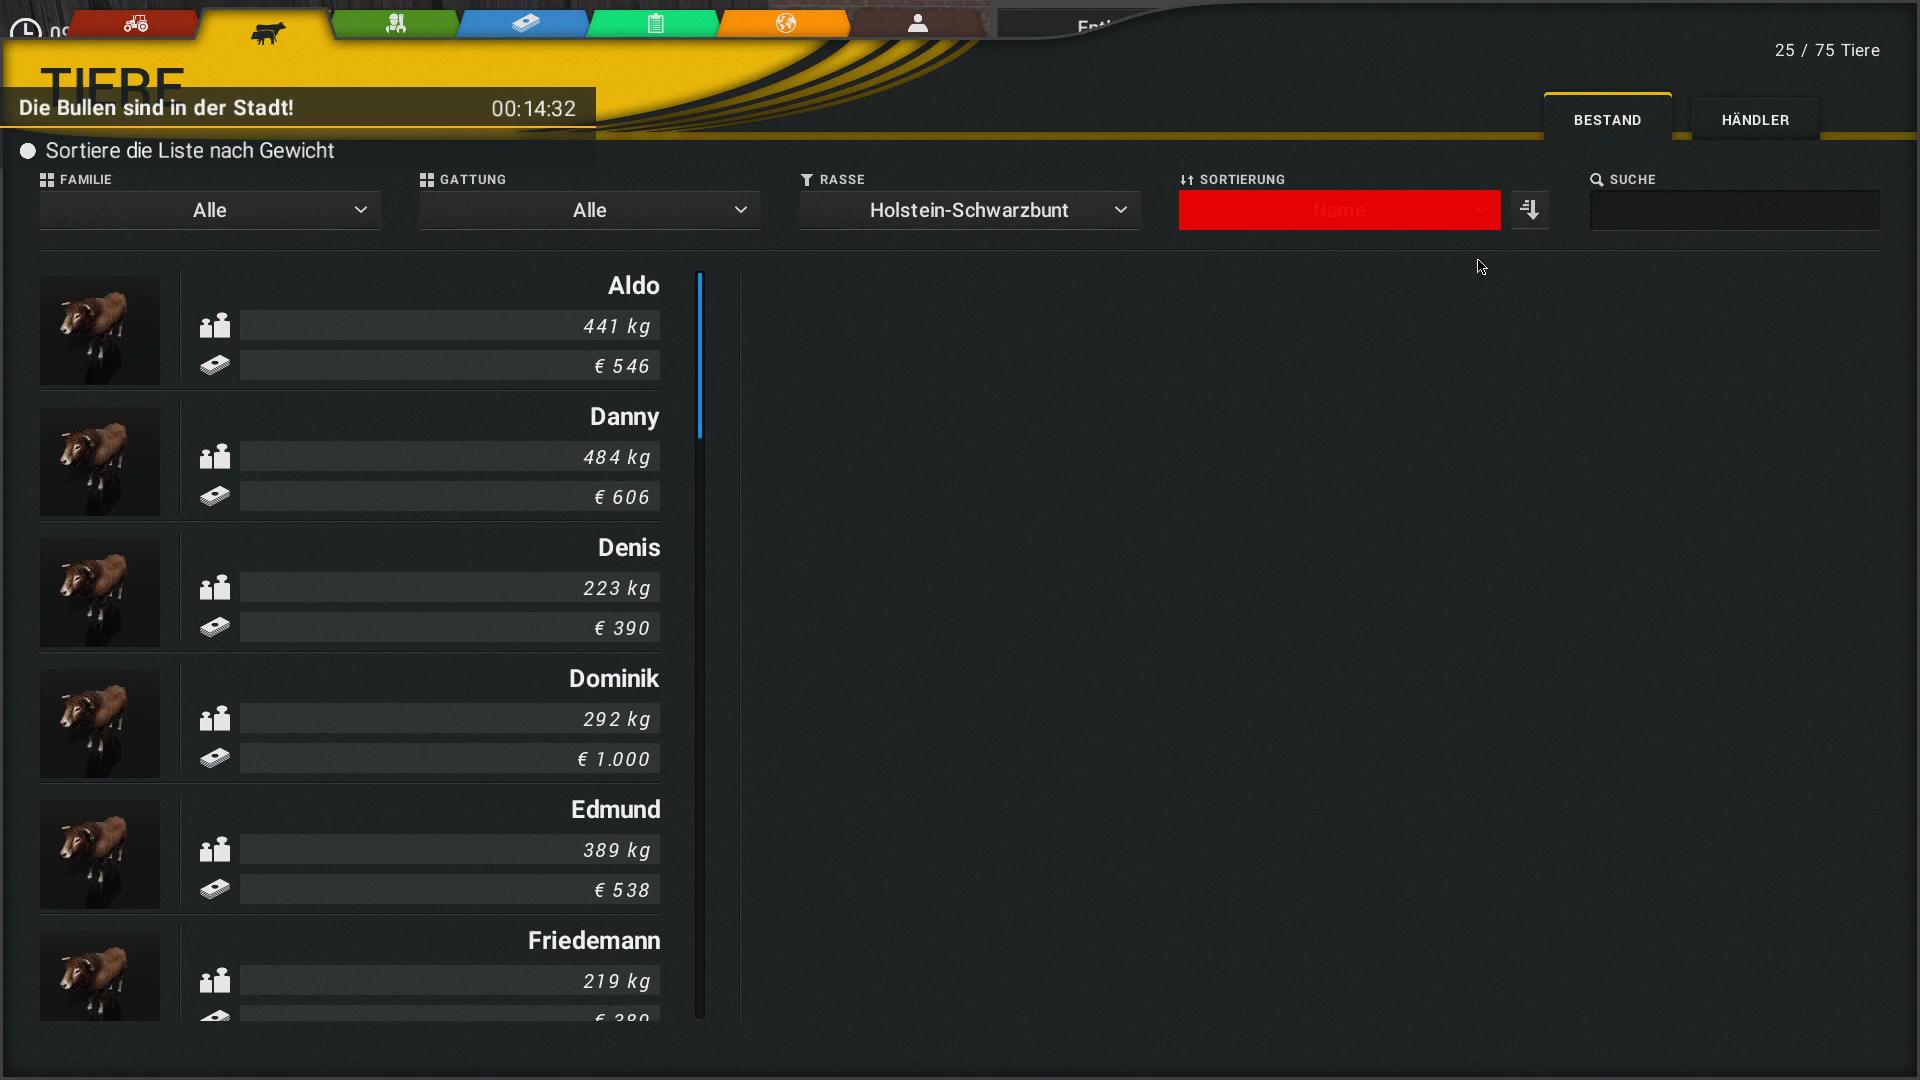 25 / 75 Tiere
TIERE
Die Bullen sind in der Stadt! 00:14:32
BESTAND HÄNDLER
Sortiere die Liste nach Gewicht
FAMILIE GATTUNG RASSE SORTIERUNG SUCHE
Alle Alle Holstein-Schwarzbunt Name
Aldo
441 kg
€ 546
Danny
484 kg
€ 606
Denis
223 kg
€ 390
Dominik
292 kg
€ 1.000
Edmund
389 kg
€ 538
Friedemann
219 kg